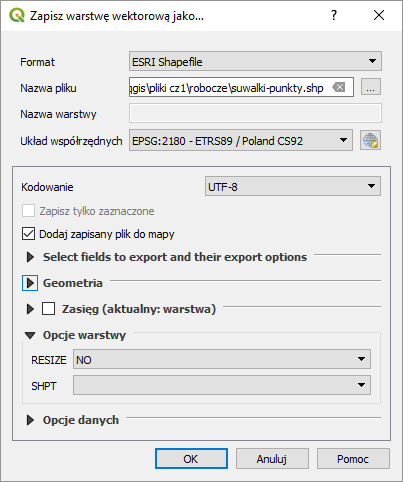 Zapisz warstwę wektorową jako...
Format ESRI Shapefile
Nazwa pliku qgis\pliki cz1\robocze\suwalki-punkty.shp ...
Nazwa warstwy
Układ współrzędnych EPSG:2180 - ETRS89 / Poland CS92
Kodowanie UTF-8
Zapisz tylko zaznaczone
Dodaj zapisany plik do mapy
Select fields to export and their export options
Geometria
Zasięg (aktualny: warstwa)
Opcje warstwy
RESIZE NO
SHPT
Opcje danych
OK Anuluj Pomoc